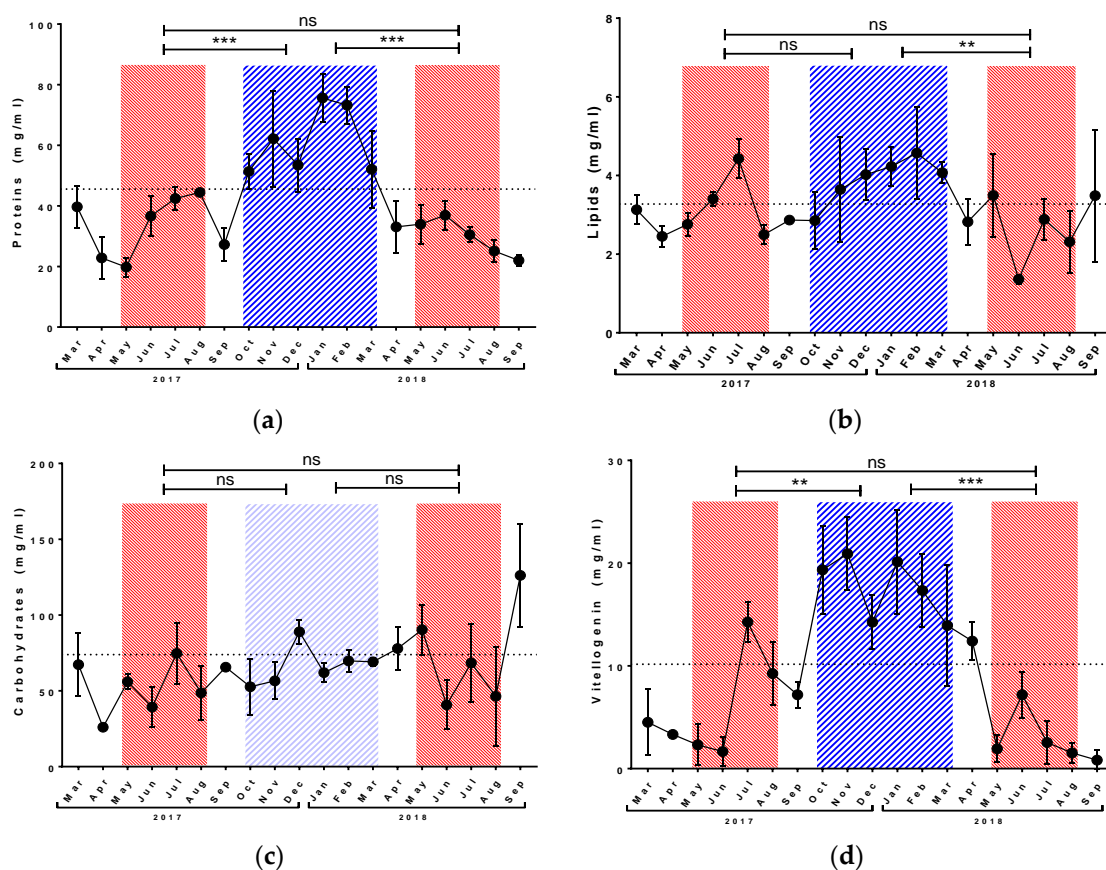 ns
*** ***
Proteins (mg/ml)
100
80
60
40
20
0
Mar Apr May Jun Jul Aug Sep Oct Nov Dec Jan Feb Mar Apr May Jun Jul Aug Sep
2017 2018
(a)
ns
ns **
Lipids (mg/ml)
8
6
4
2
0
Mar Apr May Jun Jul Aug Sep Oct Nov Dec Jan Feb Mar Apr May Jun Jul Aug Sep
2017 2018
(b)
ns
ns ns
Carbohydrates (mg/ml)
200
150
100
50
0
Mar Apr May Jun Jul Aug Sep Oct Nov Dec Jan Feb Mar Apr May Jun Jul Aug Sep
2017 2018
(c)
ns
** ***
Vitellogenin (mg/ml)
30
20
10
0
Mar Apr May Jun Jul Aug Sep Oct Nov Dec Jan Feb Mar Apr May Jun Jul Aug Sep
2017 2018
(d)